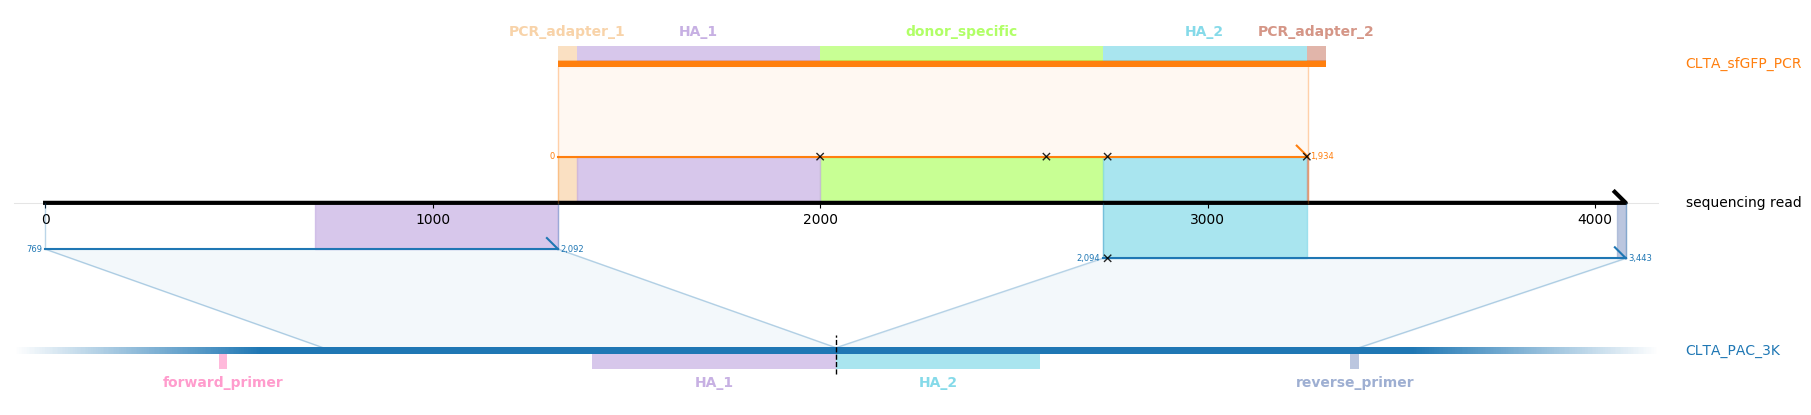 PCR_adapter_1 HA_1 donor_specific HA_2 PCR_adapter_2
CLTA_sfGFP_PCR
0 1,934
sequencing read
0 1000 2000 3000 4000
769 2,092
2,094 3,443
CLTA_PAC_3K
forward_primer HA_1 HA_2 reverse_primer